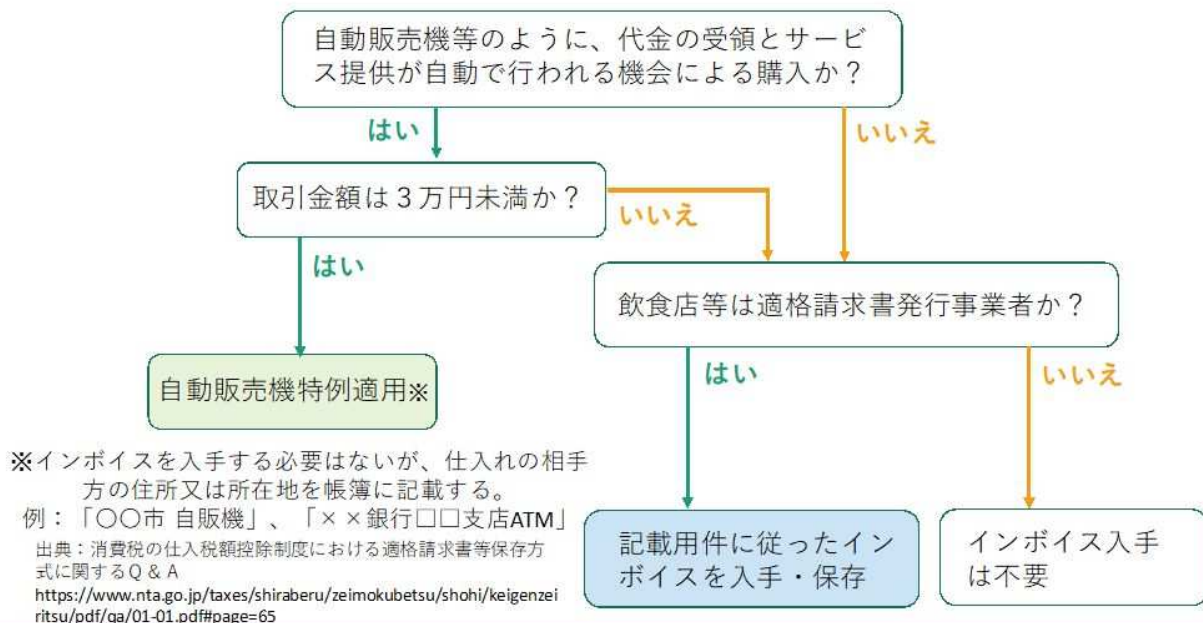 自動販売機等のように、代金の受領とサービ
ス提供が自動で行われる機会による購入か？
はい
いいえ
取引金額は３万円未満か？
いいえ
はい
飲食店等は適格請求書発行事業者か？
はい
いいえ
自動販売機特例適用※
※インボイスを入手する必要はないが、仕入れの相手
方の住所又は所在地を帳簿に記載する。
例：「〇〇市 自販機」、「××銀行□□支店ATM」
出典：消費税の仕入税額控除制度における適格請求書等保存方
式に関するＱ＆Ａ
https://www.nta.go.jp/taxes/shiraberu/zeimokubetsu/shohi/keigenzei
ritsu/pdf/qa/01-01.pdf#page=65
記載用件に従ったイン
ボイスを入手・保存
インボイス入手
は不要